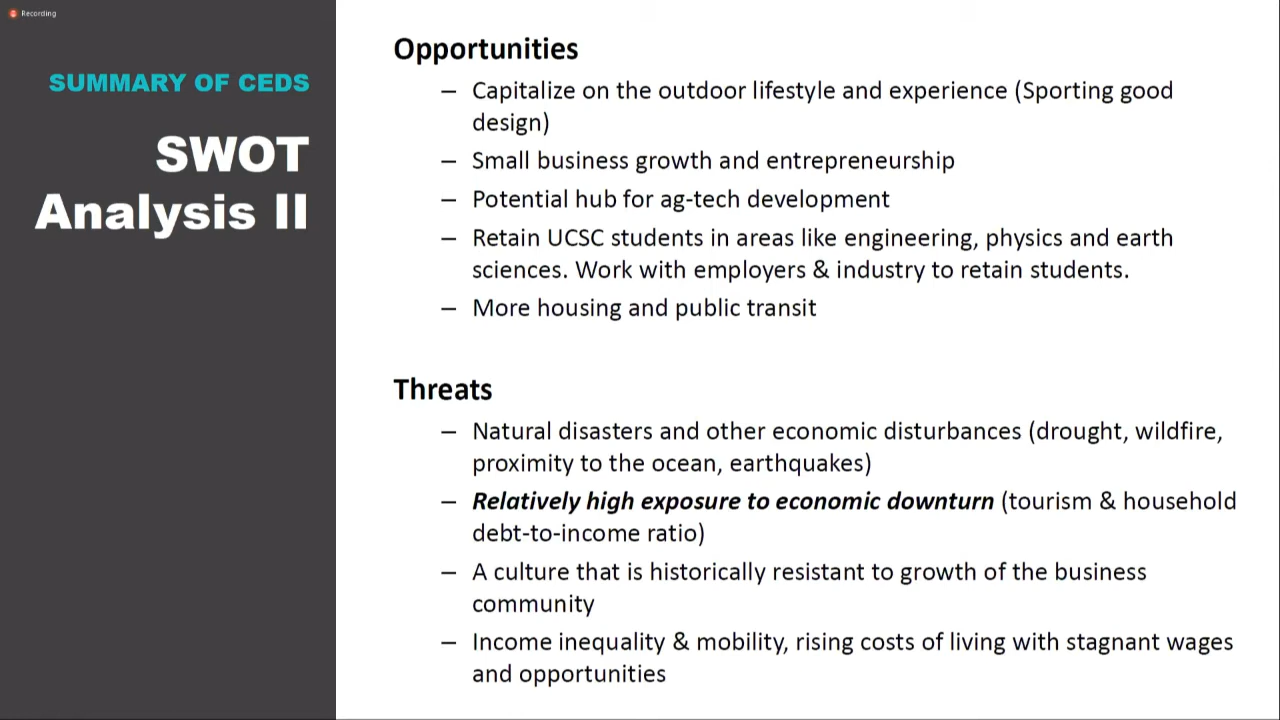 Recording
SUMMARY OF CEDS
SWOT
Analysis II
Opportunities
– Capitalize on the outdoor lifestyle and experience (Sporting good
design)
– Small business growth and entrepreneurship
– Potential hub for ag-tech development
– Retain UCSC students in areas like engineering, physics and earth
sciences. Work with employers & industry to retain students.
– More housing and public transit
Threats
– Natural disasters and other economic disturbances (drought, wildfire,
proximity to the ocean, earthquakes)
– Relatively high exposure to economic downturn (tourism & household
debt-to-income ratio)
– A culture that is historically resistant to growth of the business
community
– Income inequality & mobility, rising costs of living with stagnant wages
and opportunities